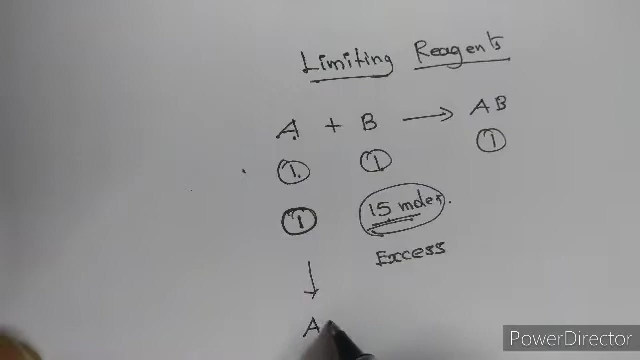 Limiting Reagents
A + B → AB
1 1 1
1 15 moles.
Excess
↓
A
PowerDirector